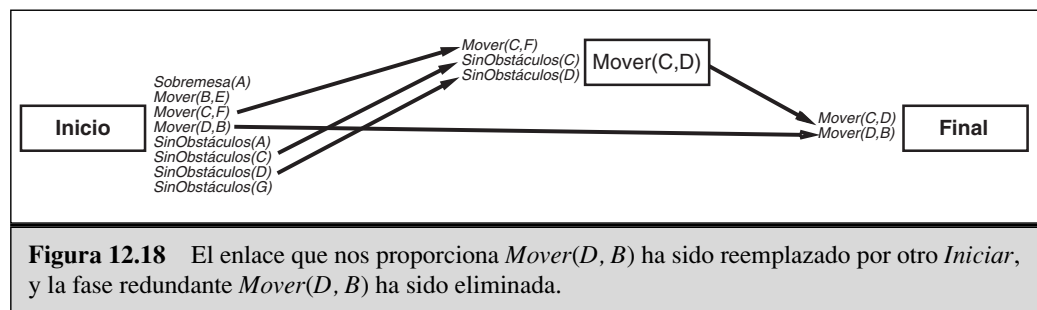 Mover(C,F)
SinObstáculos(C)
SinObstáculos(D)
Mover(C,D)
Sobremesa(A)
Mover(B,E)
Mover(C,F)
Mover(D,B)
SinObstáculos(A)
SinObstáculos(C)
SinObstáculos(D)
SinObstáculos(G)
Inicio
Mover(C,D)
Mover(D,B)
Final
Figura 12.18 El enlace que nos proporciona Mover(D, B) ha sido reemplazado por otro Iniciar,
y la fase redundante Mover(D, B) ha sido eliminada.